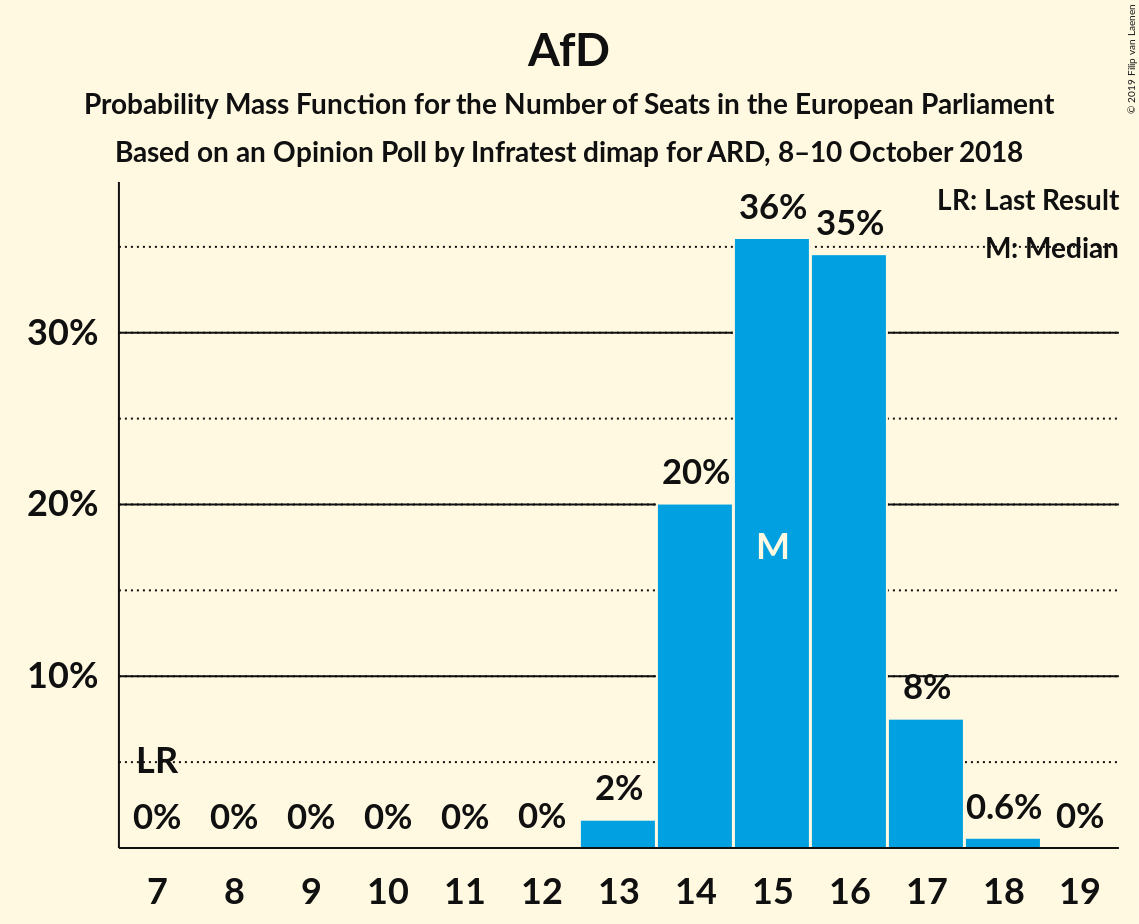 AfD
Probability Mass Function for the Number of Seats in the European Parliament
Based on an Opinion Poll by Infratest dimap for ARD, 8–10 October 2018
© 2019 Filip van Laenen
LR: Last Result
M: Median
36%
35%
30%
20%
20%
M
10%
8%
LR
2%
0% 0% 0% 0% 0% 0% 0.6% 0%
7 8 9 10 11 12 13 14 15 16 17 18 19